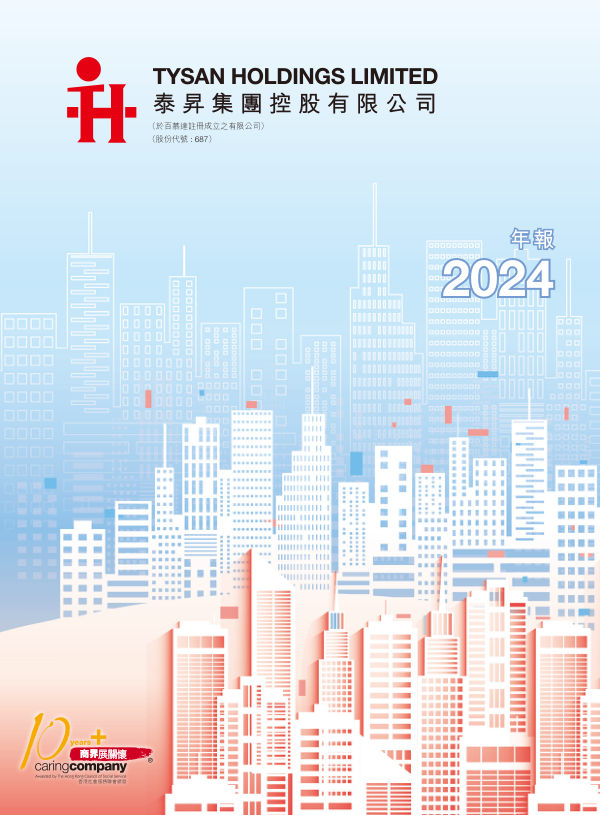 TYSAN HOLDINGS LIMITED
泰昇集團控股有限公司
(於百慕達註冊成立之有限公司)
(股份代號 : 687)
年報
2024
10 years +
商界展關懷
caringcompany®
Awarded by The Hong Kong Council of Social Service
香港社會服務聯會頒發